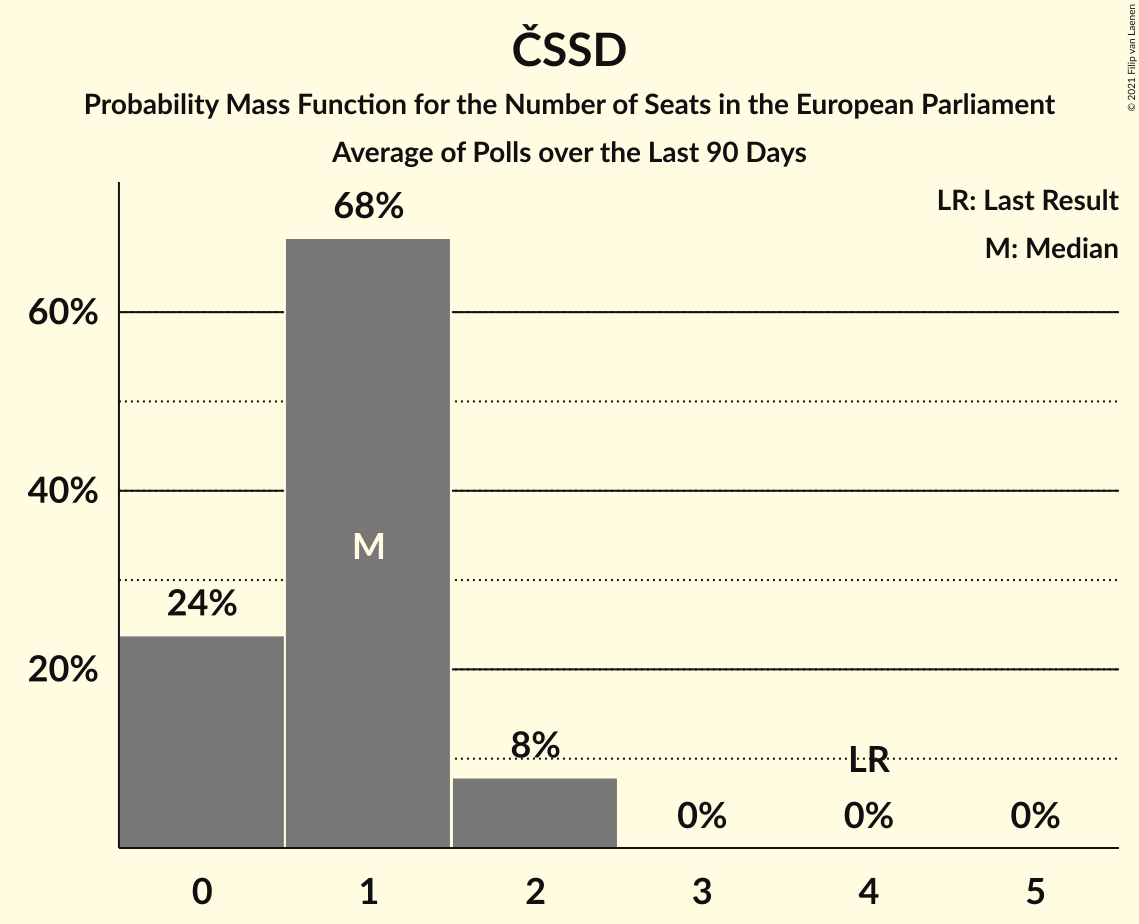 ČSSD
Probability Mass Function for the Number of Seats in the European Parliament
Average of Polls over the Last 90 Days
© 2021 Filip van Laenen
LR: Last Result
M: Median
68%
60%
40%
M
24%
20%
8%
LR
0%
0%
0%
0
1
2
3
4
5